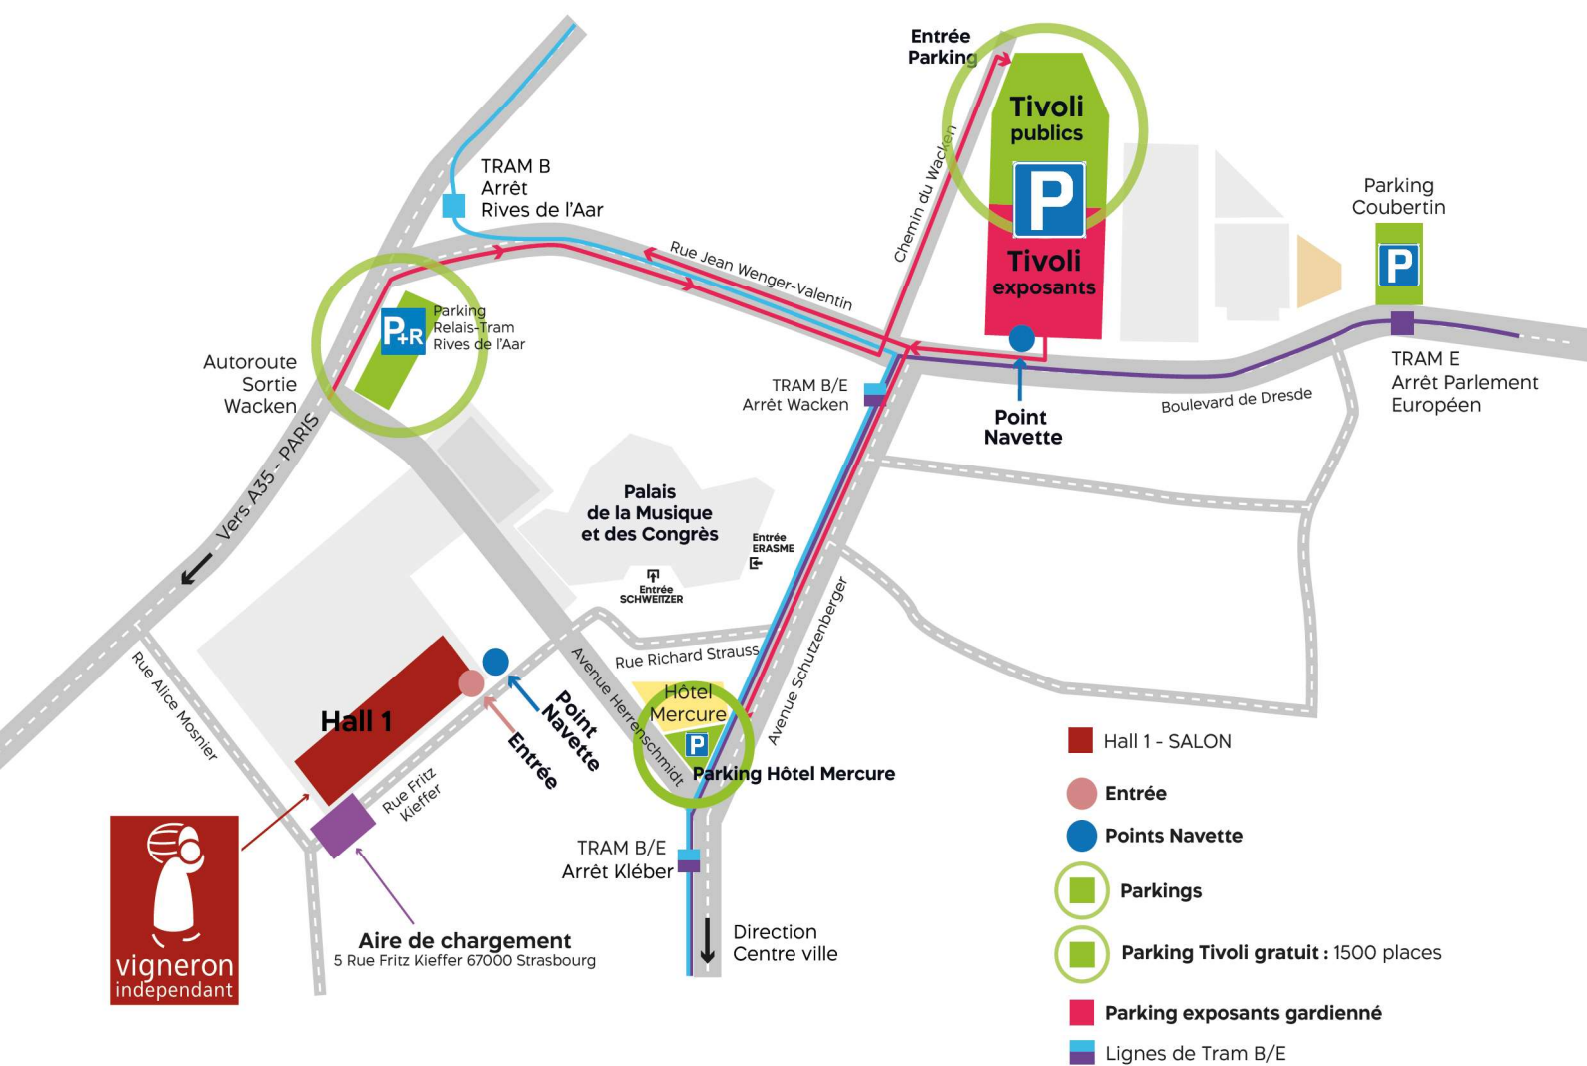 Entrée
Parking
Tivoli
publics
P
Tivoli
exposants
Chemin du Wacken
TRAM B
Arrêt
Rives de l'Aar
Rue Jean Wenger-valentin
Parking
Coubertin
P
P+R
Parking
Relais-Tram
Rives de l'Aar
Autoroute
Sortie
Wacken
Vers A35 - PARIS
TRAM B/E
Arrêt Wacken
Point
Navette
Boulevard de Dresde
TRAM E
Arrêt Parlement
Européen
Palais
de la Musique
et des Congrès
Entrée
ERASME
Entrée
SCHWEITZER
Rue Richard Strauss
Avenue Schutzenberger
Avenue Herrenschmidt
Rue Alice Mosnier
Hall 1
Point
Navette
Entrée
Rue Fritz
Kieffer
Hôtel
Mercure
P
Parking Hôtel Mercure
TRAM B/E
Arrêt Kléber
Direction
Centre ville
Aire de chargement
5 Rue Fritz Kieffer 67000 Strasbourg
vigneron
indépendant
Hall 1 - SALON
Entrée
Points Navette
Parkings
Parking Tivoli gratuit : 1500 places
Parking exposants gardienné
Lignes de Tram B/E